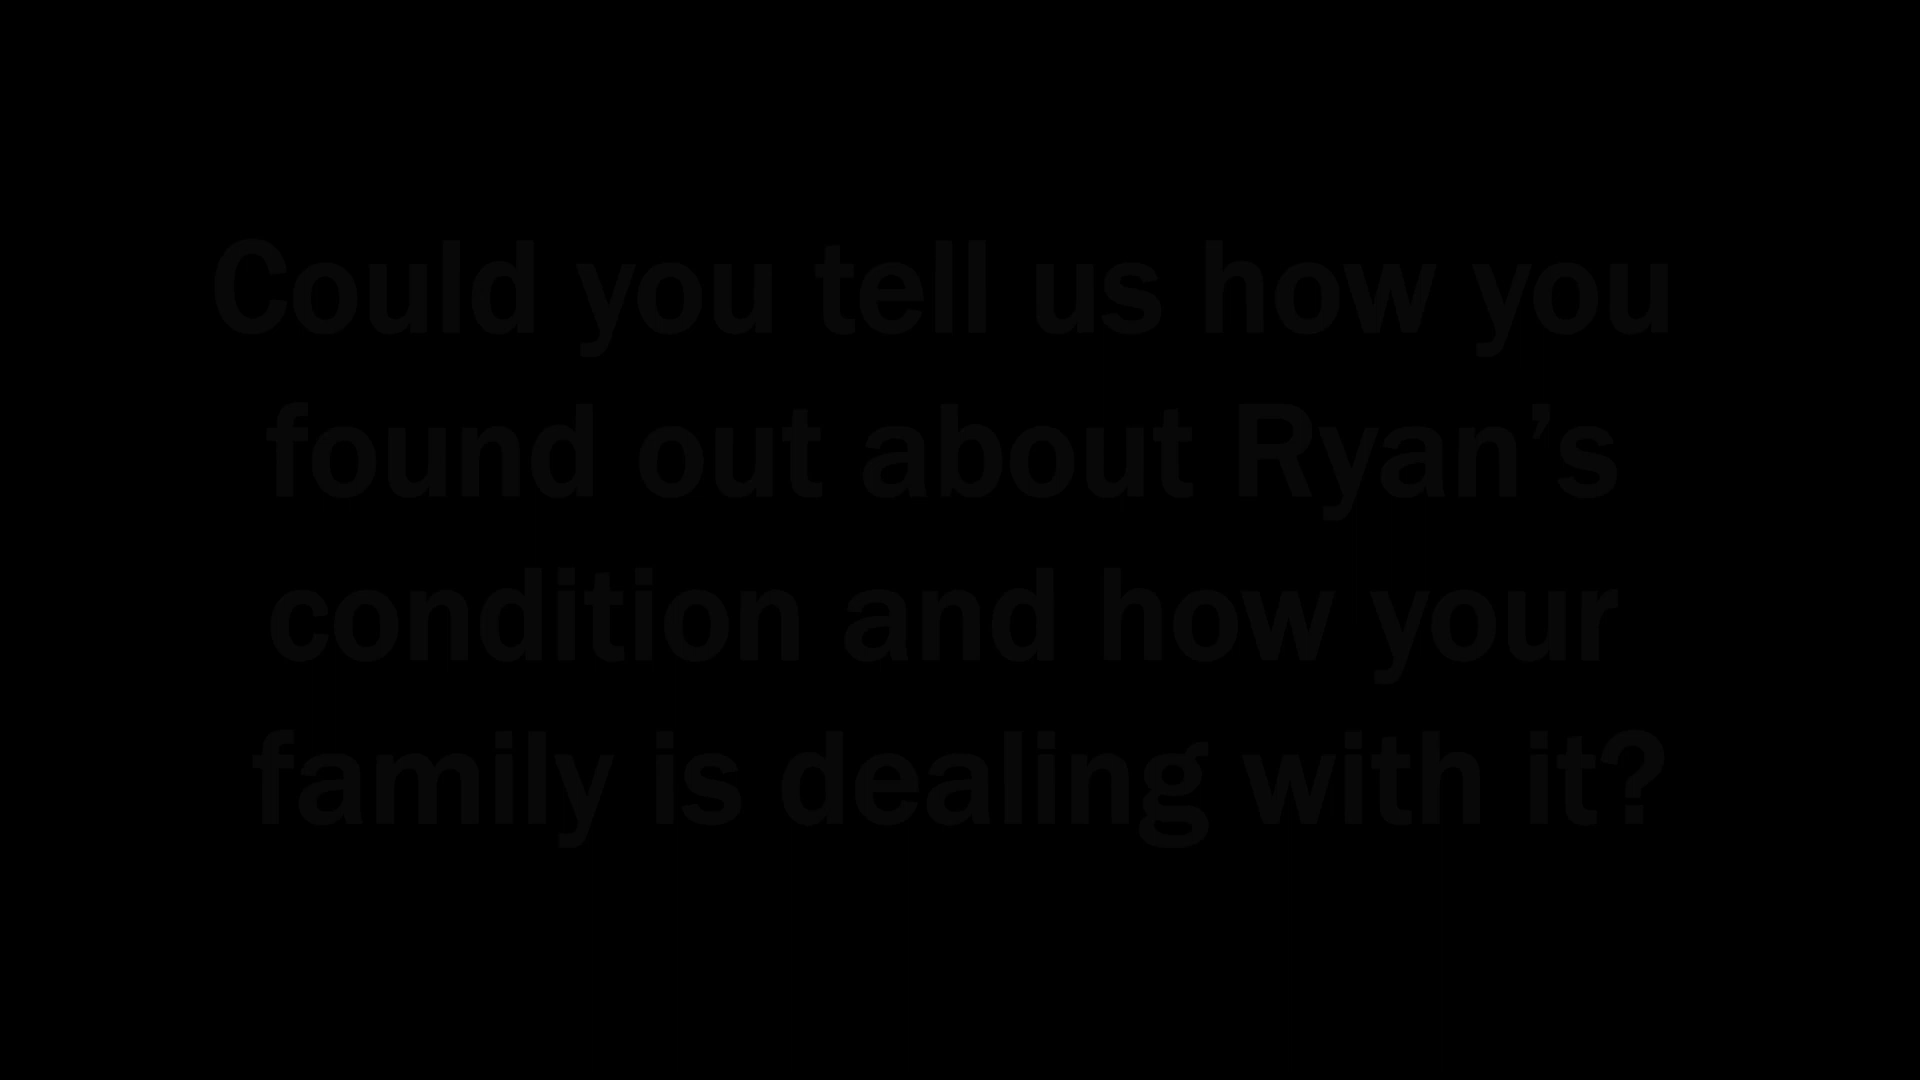 Could you tell us how you
found out about Ryan’s
condition and how your
family is dealing with it?